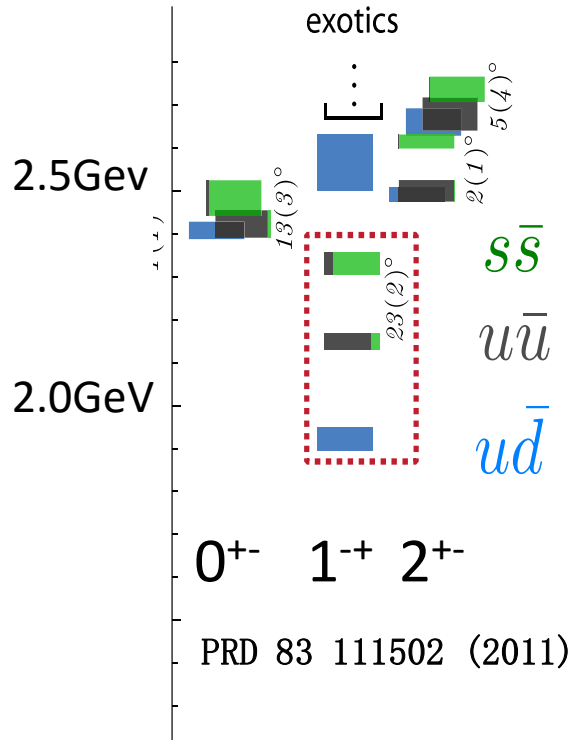 exotics
5(4)°
2.5Gev
2(1)°
13(3)°
23(2)°
ss̄
uū
2.0GeV
ud̄
0⁺⁻ 1⁻⁺ 2⁺⁻
PRD 83 111502 (2011)